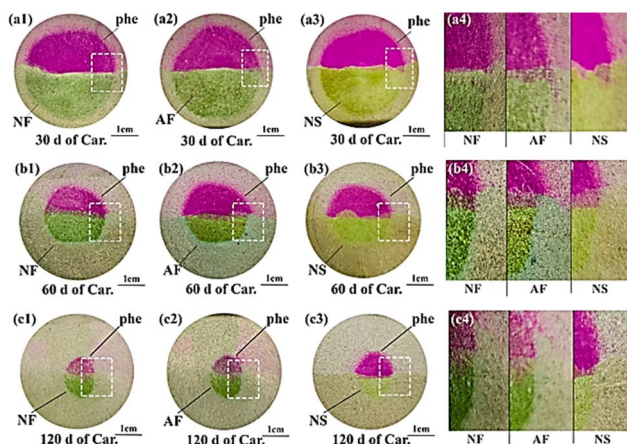 (a1) phe (a2) phe (a3) phe (a4)
NF AF NS
30 d of Car. 1cm 30 d of Car. 1cm 30 d of Car. 1cm NF AF NS
(b1) phe (b2) phe (b3) phe (b4)
NF AF NS
60 d of Car. 1cm 60 d of Car. 1cm 60 d of Car. 1cm NF AF NS
(c1) phe (c2) phe (c3) phe (c4)
NF AF NS
120 d of Car. 1cm 120 d of Car. 1cm 120 d of Car. 1cm NF AF NS